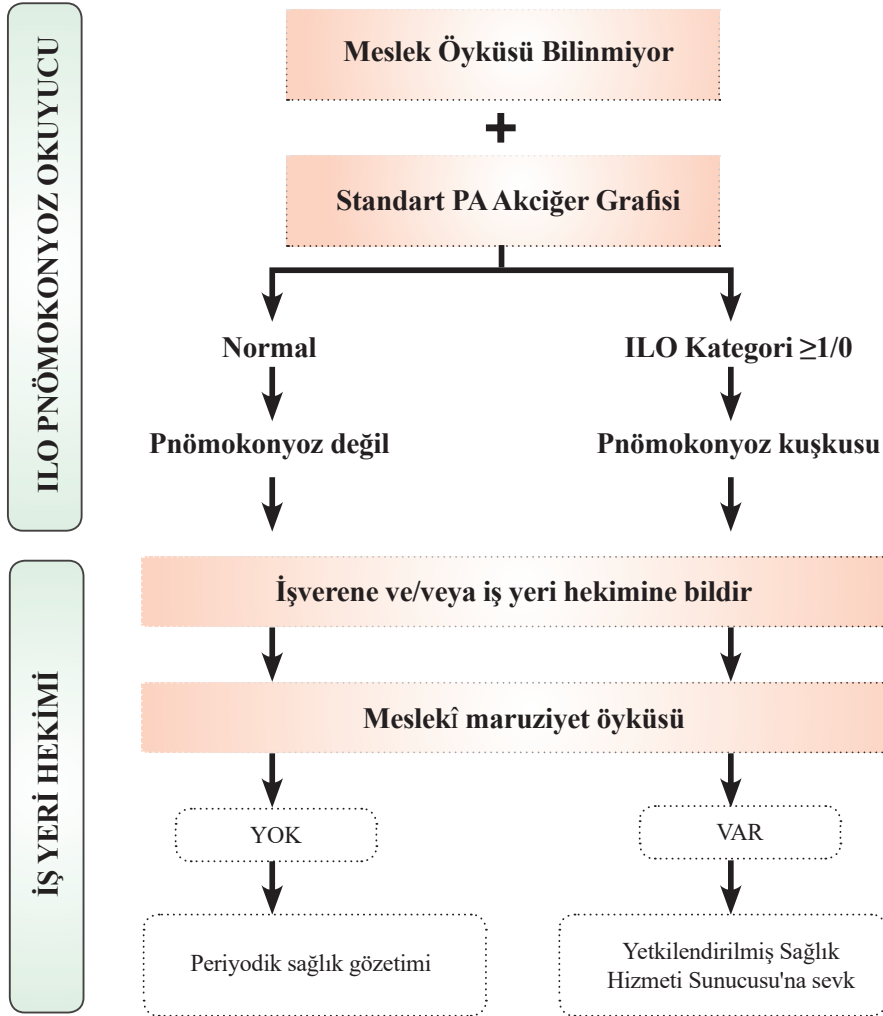 ILO PNÖMOKONYOZ OKUYUCU
Meslek Öyküsü Bilinmiyor
+
Standart PA Akciğer Grafisi
Normal
ILO Kategori ≥1/0
Pnömokonyoz değil
Pnömokonyoz kuşkusu
İŞ YERİ HEKİMİ
İşverene ve/veya iş yeri hekimine bildir
Meslekî maruziyet öyküsü
YOK
VAR
Periyodik sağlık gözetimi
Yetkilendirilmiş Sağlık
Hizmeti Sunucusu'na sevk